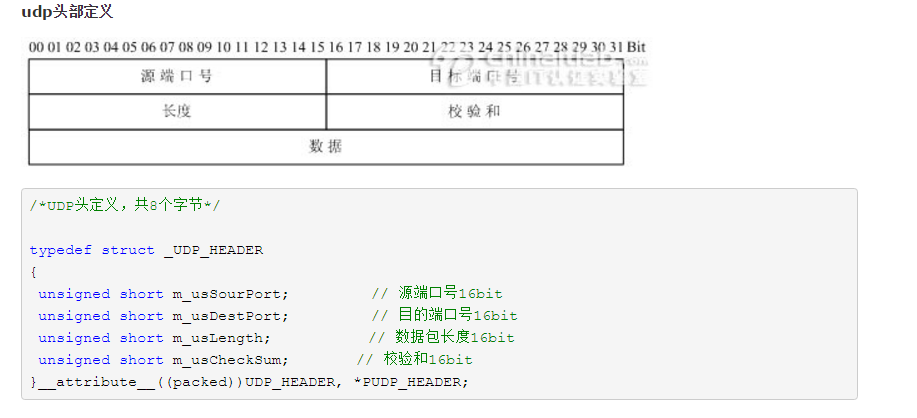 udp头部定义
00 01 02 03 04 05 06 07 08 09 10 11 12 13 14 15 16 17 18 19 20 21 22 23 24 25 26 27 28 29 30 31 Bit
源端口号 目标端口号
长度 校验和
数据
/*UDP头定义，共8个字节*/
typedef struct _UDP_HEADER
{
unsigned short m_usSourPort; // 源端口号16bit
unsigned short m_usDestPort; // 目的端口号16bit
unsigned short m_usLength; // 数据包长度16bit
unsigned short m_usCheckSum; // 校验和16bit
}__attribute__((packed))UDP_HEADER, *PUDP_HEADER;